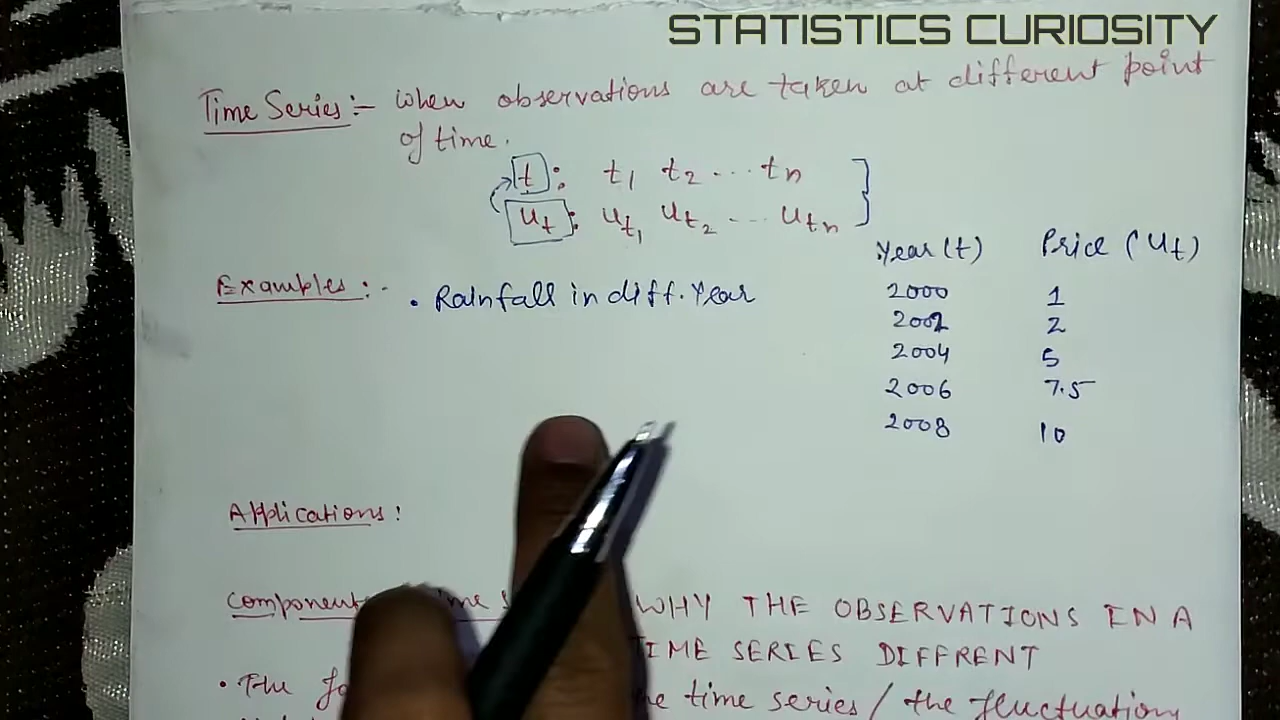 STATISTICS CURIOSITY
Time Series:- When observations are taken at different point
of time.
t : t1 t2 ... tn
Ut : Ut1 Ut2 ... Utn
Year (t) Price (Ut)
Examples :- • Rainfall in diff. Year
2000 1
2002 2
2004 5
2006 7.5
2008 10
Applications :
WHY THE OBSERVATIONS IN A
TIME SERIES DIFFRENT
• The time series / the fluctuation